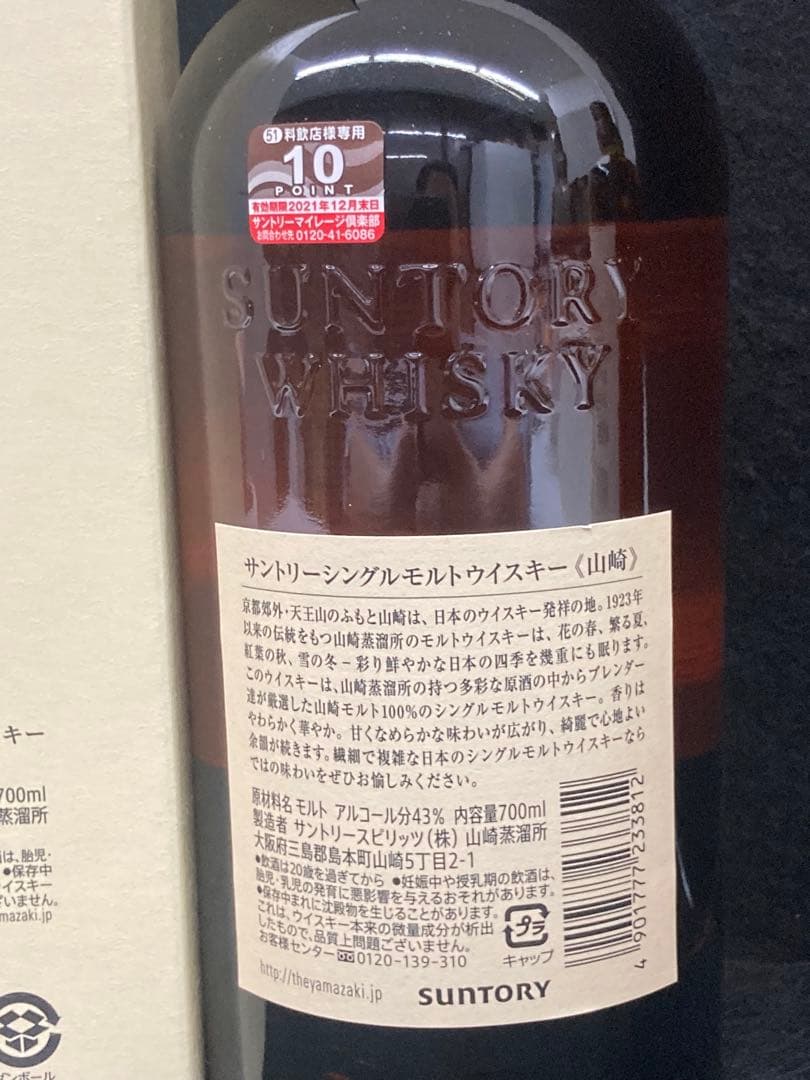 51 料飲店様専用
10
POINT
有効期限2021年12月末日
サントリーマイレージ倶楽部
お問合わせ先 0120-41-6086
SUNTORY
WHISKY
サントリーシングルモルトウイスキー《山崎》
京都郊外・天王山のふもと山崎は、日本のウイスキー発祥の地。1923年
以来の伝統をもつ山崎蒸溜所のモルトウイスキーは、花の春、繁る夏、
紅葉の秋、雪の冬－彩り鮮やかな日本の四季を幾重にも眠ります。
このウイスキーは、山崎蒸溜所の持つ多彩な原酒の中からブレンダー
達が厳選した山崎モルト100%のシングルモルトウイスキー。香りは
やわらかく華やか。甘くなめらかな味わいが広がり、綺麗で心地よい
余韻が続きます。繊細で複雑な日本のシングルモルトウイスキーなら
ではの味わいをぜひお愉しみください。
原材料名 モルト アルコール分43% 内容量700ml
製造者 サントリースピリッツ(株) 山崎蒸溜所
大阪府三島郡島本町山崎5丁目2-1
●飲酒は20歳を過ぎてから ●妊娠中や授乳期の飲酒は、
胎児・乳児の発育に悪影響を与えるおそれがあります。
●保存中まれに沈殿物を生じることがあります。
これは、ウイスキー本来の微量成分が析出
したもので、品質上問題ございません。
お客様センター 0120-139-310
http://theyamazaki.jp
SUNTORY
プラ
キャップ
4901777233812
キー
700ml
蒸溜所
は、胎児・
●保存中
イスキー
いません。
mazaki.jp
ンボール